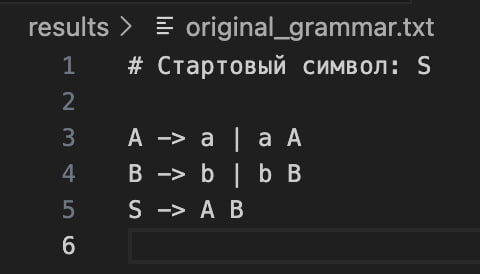 results > original_grammar.txt
1 # Стартовый символ: S
2
3 A -> a | a A
4 B -> b | b B
5 S -> A B
6